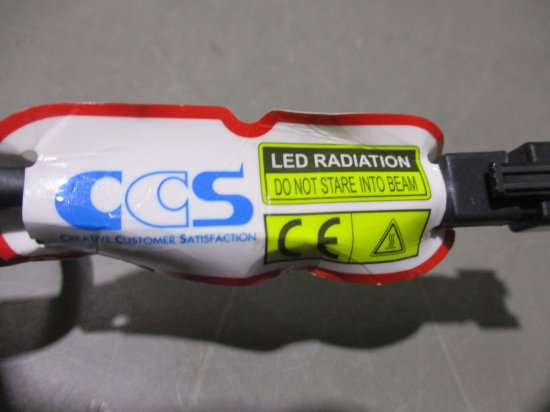 CCS
CREATIVE CUSTOMER SATISFACTION
LED RADIATION
DO NOT STARE INTO BEAM
CE